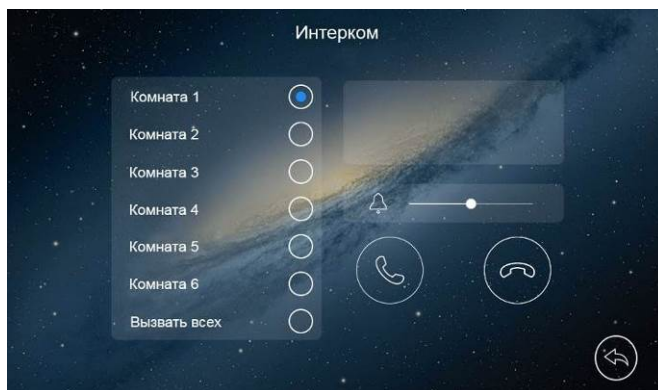 Интерком
Комната 1
Комната 2
Комната 3
Комната 4
Комната 5
Комната 6
Вызвать всех